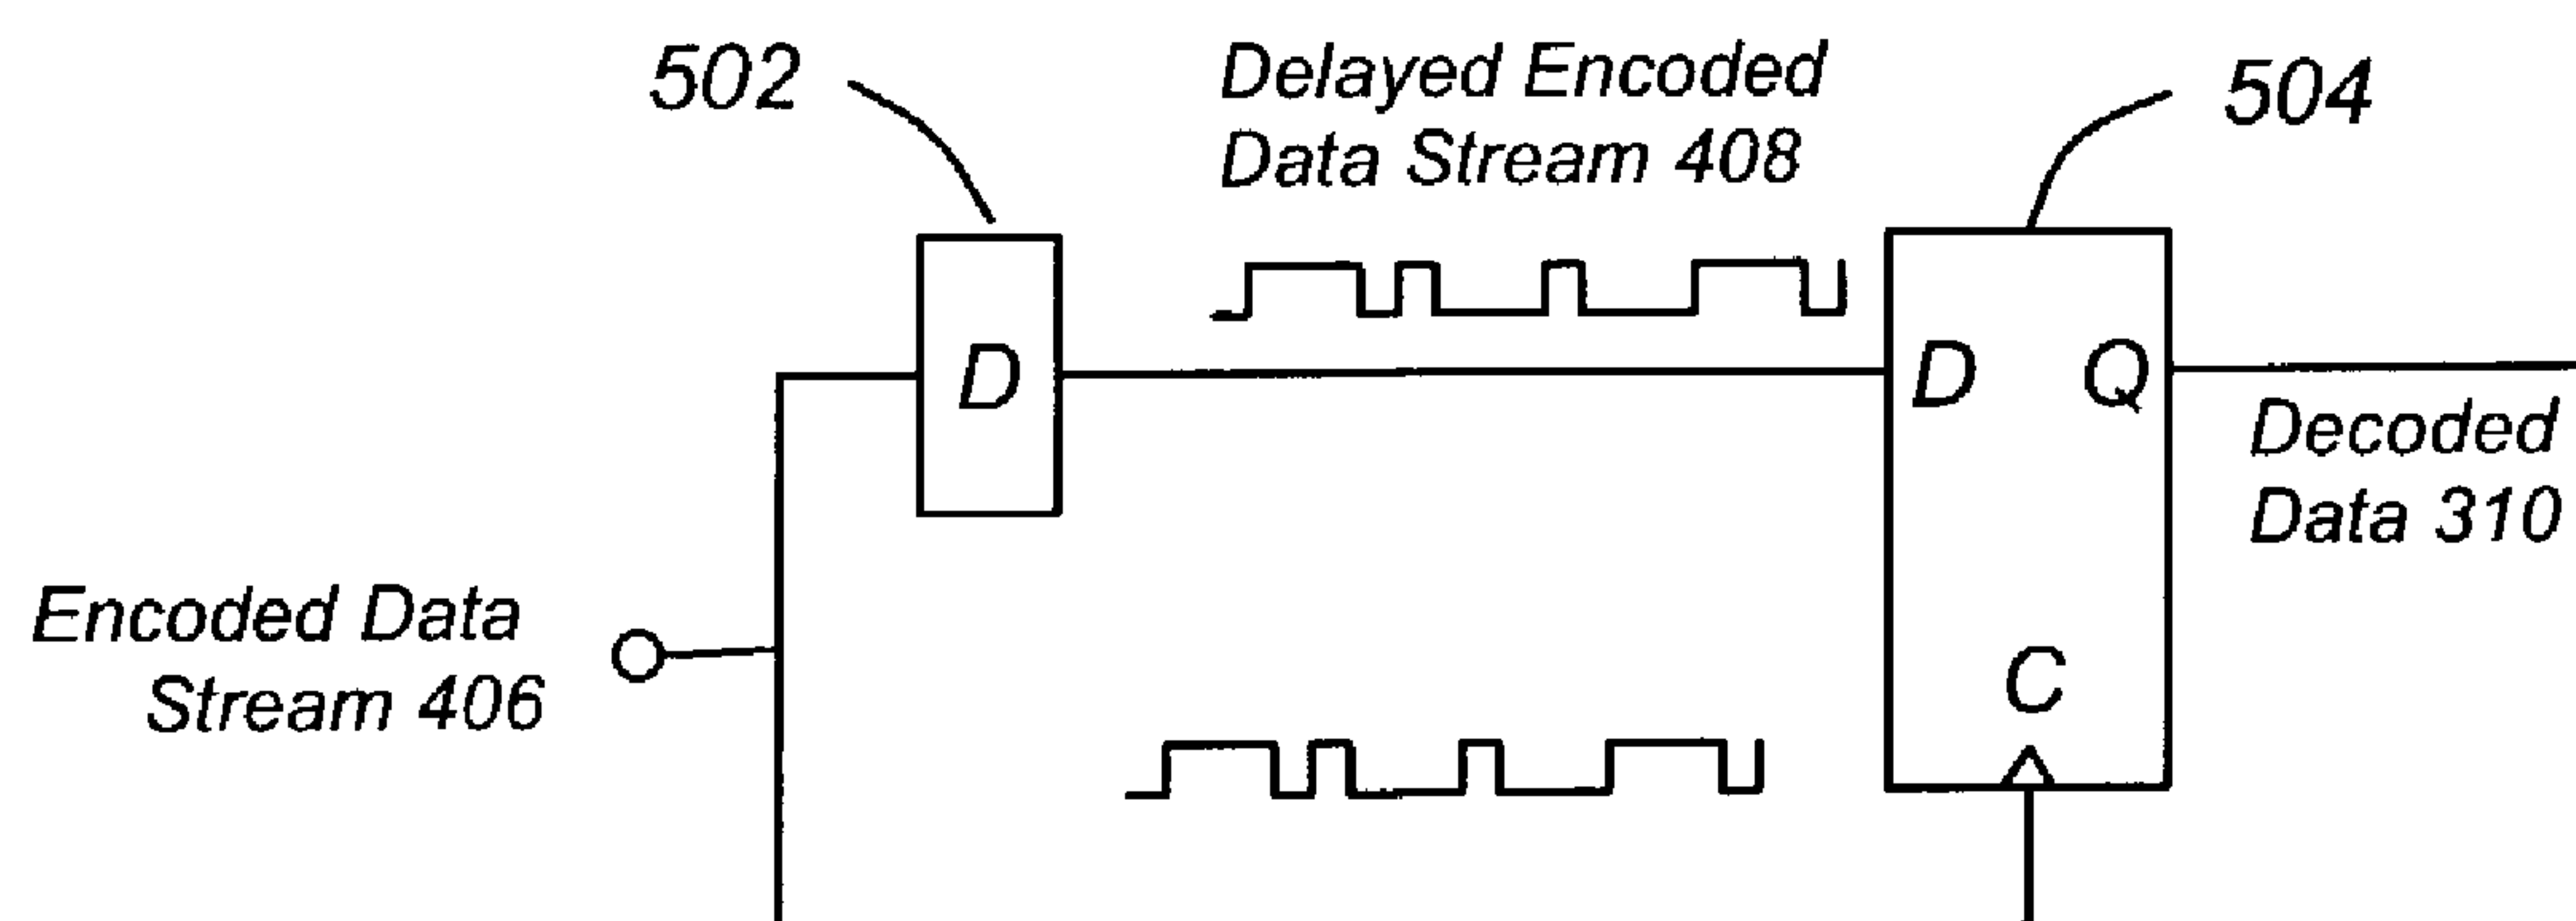 502
Delayed Encoded
Data Stream 408
504
D
D Q
Decoded
Data 310
Encoded Data
Stream 406
C